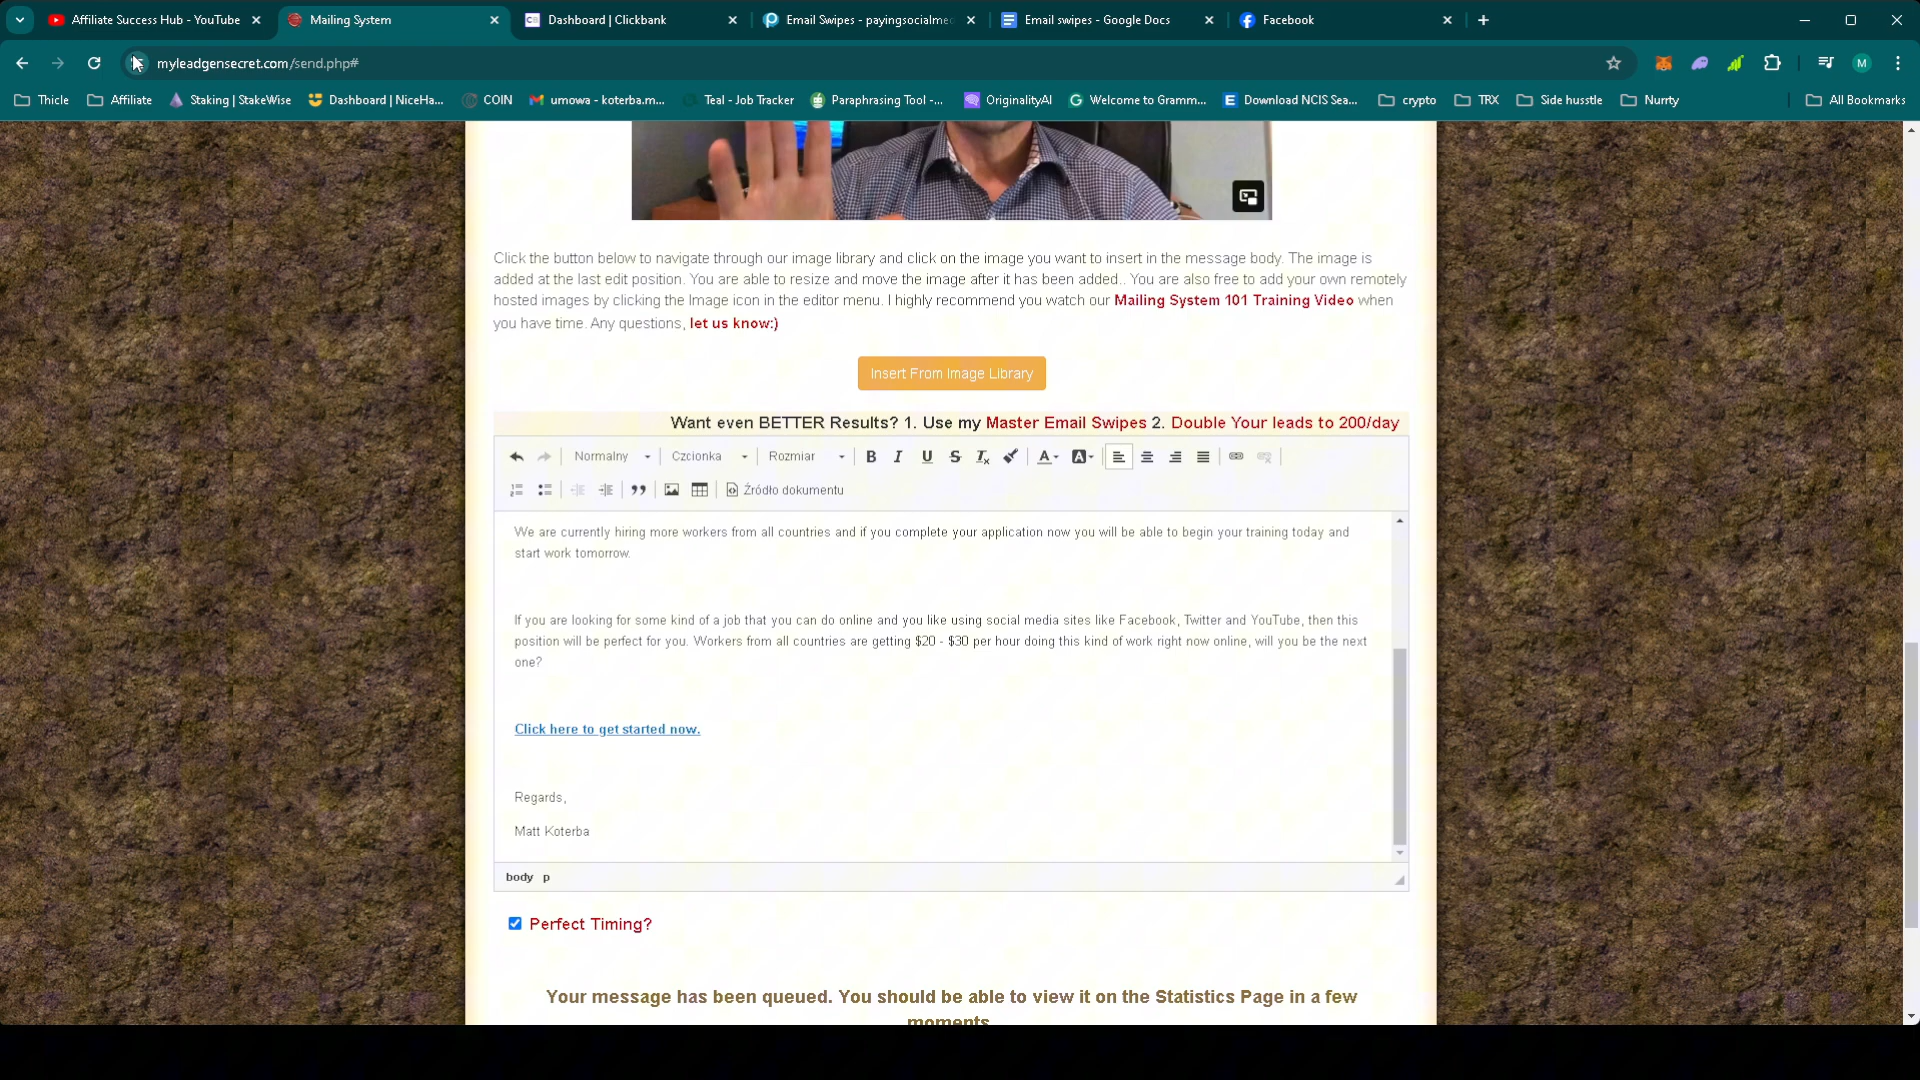 Affiliate Success Hub - YouTube
Mailing System
Dashboard | Clickbank
Email Swipes - payingsocialmed
Email swipes - Google Docs
Facebook
myleadgensecret.com/send.php#
M
Thicle
Affiliate
Staking | StakeWise
Dashboard | NiceHa...
COIN
umowa - koterba.m...
Teal - Job Tracker
Paraphrasing Tool -...
OriginalityAI
Welcome to Gramm...
Download NCIS Sea...
crypto
TRX
Side husstle
Nurrty
All Bookmarks
Click the button below to navigate through our image library and click on the image you want to insert in the message body. The image is
added at the last edit position. You are able to resize and move the image after it has been added.. You are also free to add your own remotely
hosted images by clicking the Image icon in the editor menu. I highly recommend you watch our Mailing System 101 Training Video when
you have time. Any questions, let us know:)
Insert From Image Library
Want even BETTER Results? 1. Use my Master Email Swipes 2. Double Your leads to 200/day
Normalny
Czcionka
Rozmiar
Źródło dokumentu
We are currently hiring more workers from all countries and if you complete your application now you will be able to begin your training today and
start work tomorrow.
If you are looking for some kind of a job that you can do online and you like using social media sites like Facebook, Twitter and YouTube, then this
position will be perfect for you. Workers from all countries are getting $20 - $30 per hour doing this kind of work right now online, will you be the next
one?
Click here to get started now.
Regards,
Matt Koterba
body p
Perfect Timing?
Your message has been queued. You should be able to view it on the Statistics Page in a few
moments